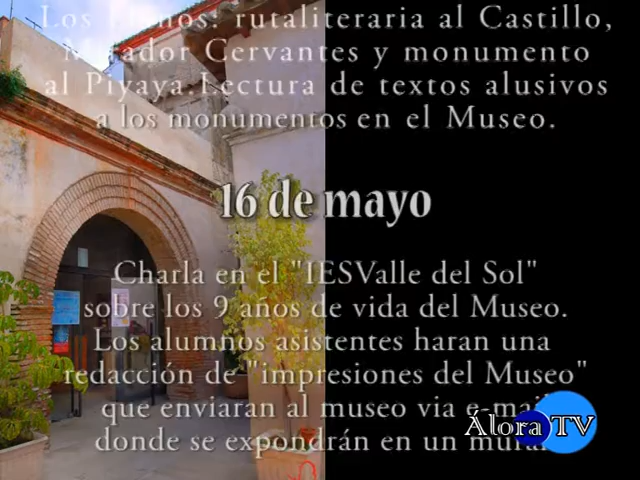 Los Llanos: rutaliteraria al Castillo,
Mirador Cervantes y monumento
al Piyaya.Lectura de textos alusivos
a los monumentos en el Museo.
16 de mayo
Charla en el "IESValle del Sol"
sobre los 9 años de vida del Museo.
Los alumnos asistentes haran una
redacción de "impresiones del Museo"
que enviaran al museo via e-mail
donde se expondrán en un mural
Álora TV